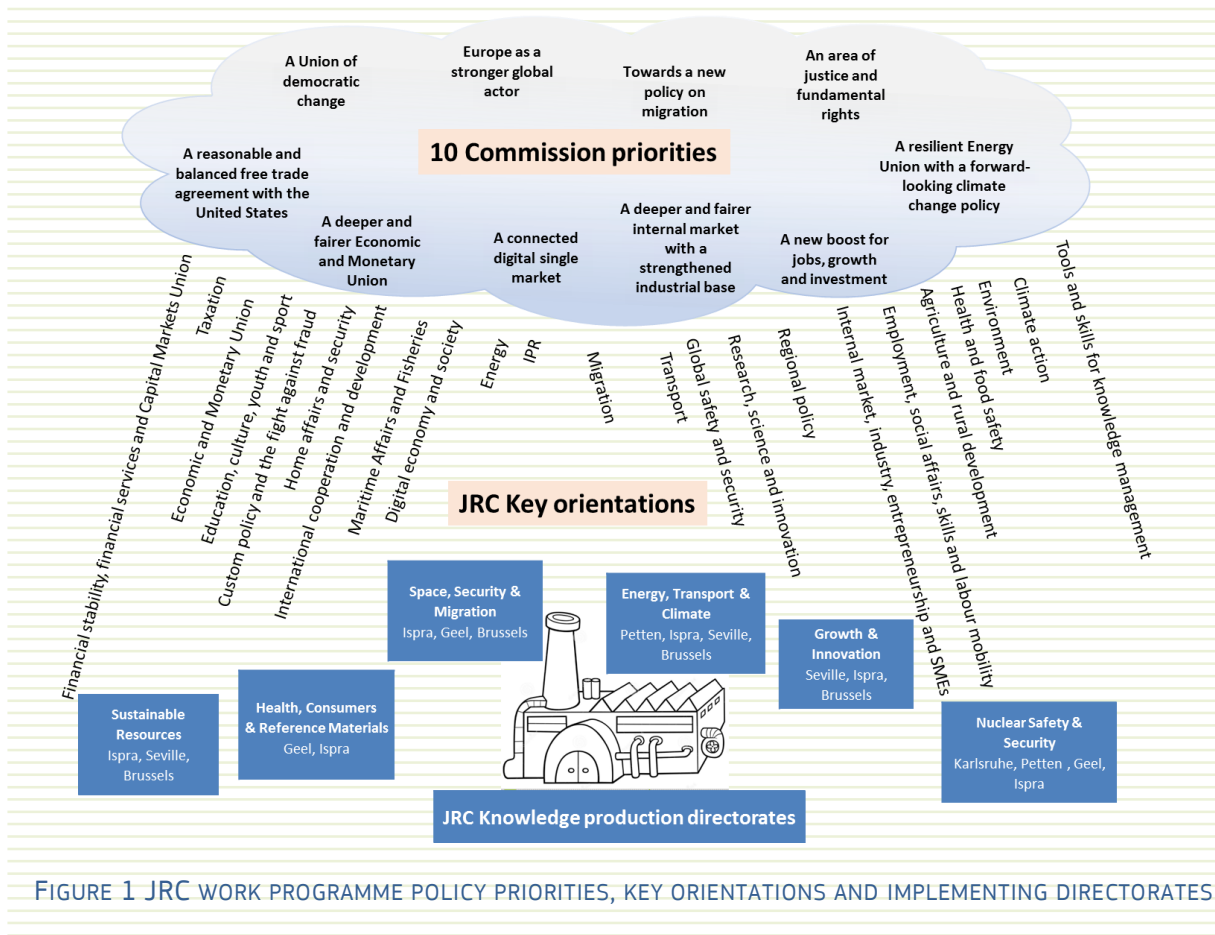 A Union of
democratic
change
Europe as a
stronger global
actor
Towards a new
policy on
migration
An area of
justice and
fundamental
rights
10 Commission priorities
A reasonable and
balanced free trade
agreement with the
United States
A resilient Energy
Union with a forward-
looking climate
change policy
A deeper and
fairer Economic
and Monetary
Union
A connected
digital single
market
A deeper and fairer
internal market
with a
strengthened
industrial base
A new boost for
jobs, growth
and investment
Financial stability, financial services and Capital Markets Union
Taxation
Economic and Monetary Union
Education, culture, youth and sport
Custom policy and the fight against fraud
Home affairs and security
International cooperation and development
Maritime Affairs and Fisheries
Digital economy and society
Energy
IPR
Migration
Transport
Global safety and security
Research, science and innovation
Regional policy
Internal market, industry, entrepreneurship and SMEs
Employment, social affairs, skills and labour mobility
Agriculture and rural development
Health and food safety
Environment
Climate action
Tools and skills for knowledge management
JRC Key orientations
Space, Security &
Migration
Ispra, Geel, Brussels
Energy, Transport &
Climate
Petten, Ispra, Seville,
Brussels
Growth &
Innovation
Seville, Ispra,
Brussels
Sustainable
Resources
Ispra, Seville,
Brussels
Health, Consumers
& Reference Materials
Geel, Ispra
Nuclear Safety &
Security
Karlsruhe, Petten , Geel,
Ispra
JRC Knowledge production directorates
FIGURE 1 JRC WORK PROGRAMME POLICY PRIORITIES, KEY ORIENTATIONS AND IMPLEMENTING DIRECTORATES